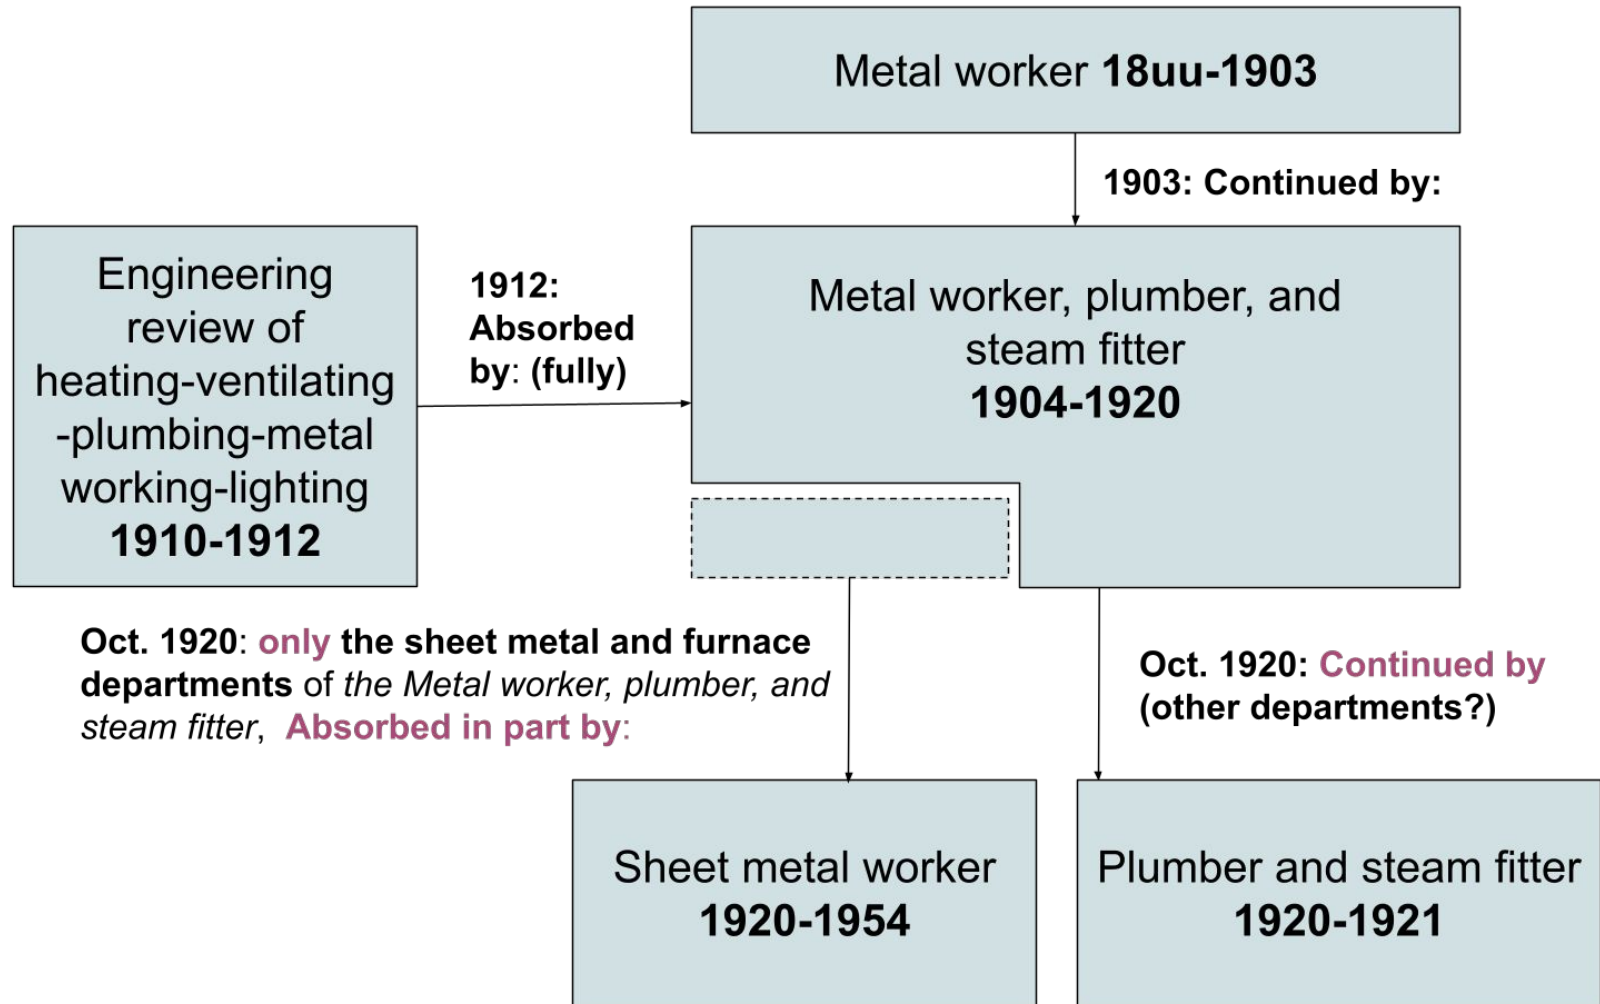 Metal worker 18uu-1903
1903: Continued by:
Engineering
review of
heating-ventilating
-plumbing-metal
working-lighting
1910-1912
1912:
Absorbed
by: (fully)
Metal worker, plumber, and
steam fitter
1904-1920
Oct. 1920: only the sheet metal and furnace
departments of the Metal worker, plumber, and
steam fitter, Absorbed in part by:
Oct. 1920: Continued by
(other departments?)
Sheet metal worker
1920-1954
Plumber and steam fitter
1920-1921